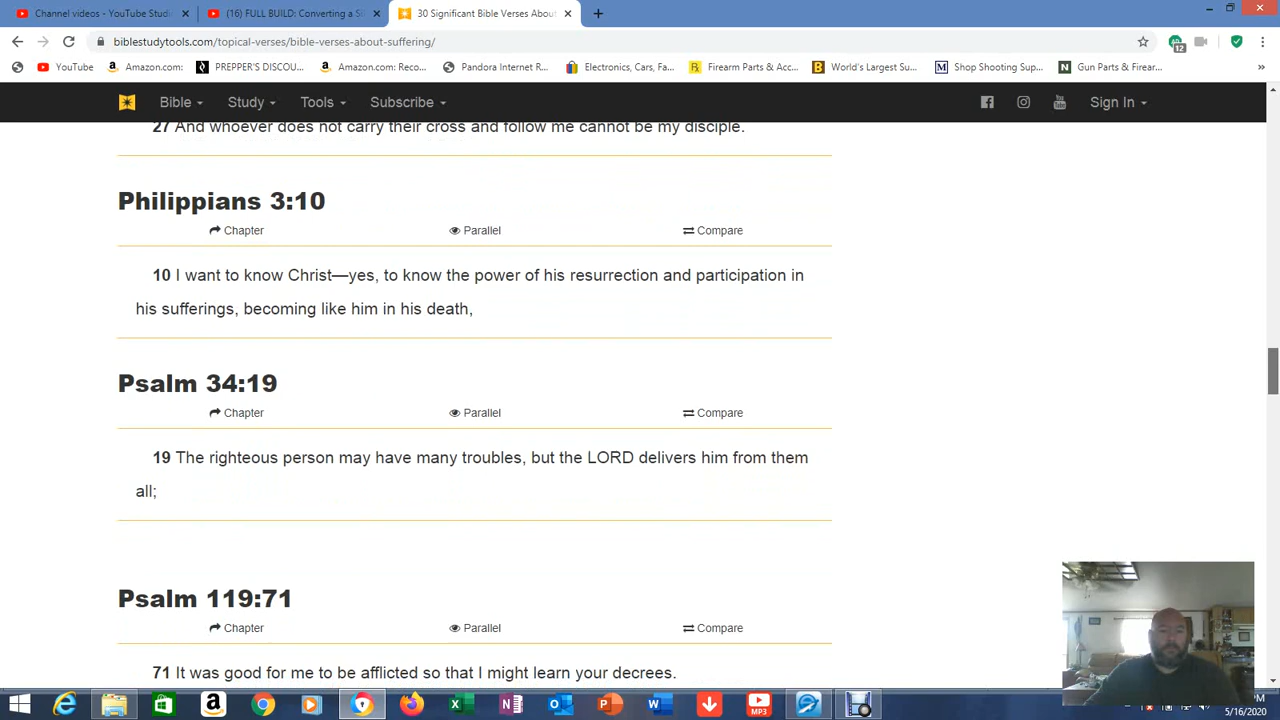 Channel videos - YouTube Studi
(16) FULL BUILD: Converting a S
30 Significant Bible Verses About
biblestudytools.com/topical-verses/bible-verses-about-suffering/
12
YouTube Amazon.com: PREPPER'S DISCOU... Amazon.com: Reco... Pandora Internet R... Electronics, Cars, Fa... Firearm Parts & Acc... World's Largest Su... Shop Shooting Sup... Gun Parts & Firear... »
Bible Study Tools Subscribe Sign In
27 And whoever does not carry their cross and follow me cannot be my disciple.
Philippians 3:10
Chapter Parallel Compare
10 I want to know Christ—yes, to know the power of his resurrection and participation in
his sufferings, becoming like him in his death,
Psalm 34:19
Chapter Parallel Compare
19 The righteous person may have many troubles, but the LORD delivers him from them
all;
Psalm 119:71
Chapter Parallel Compare
71 It was good for me to be afflicted so that I might learn your decrees.
MP3
5/16/2020